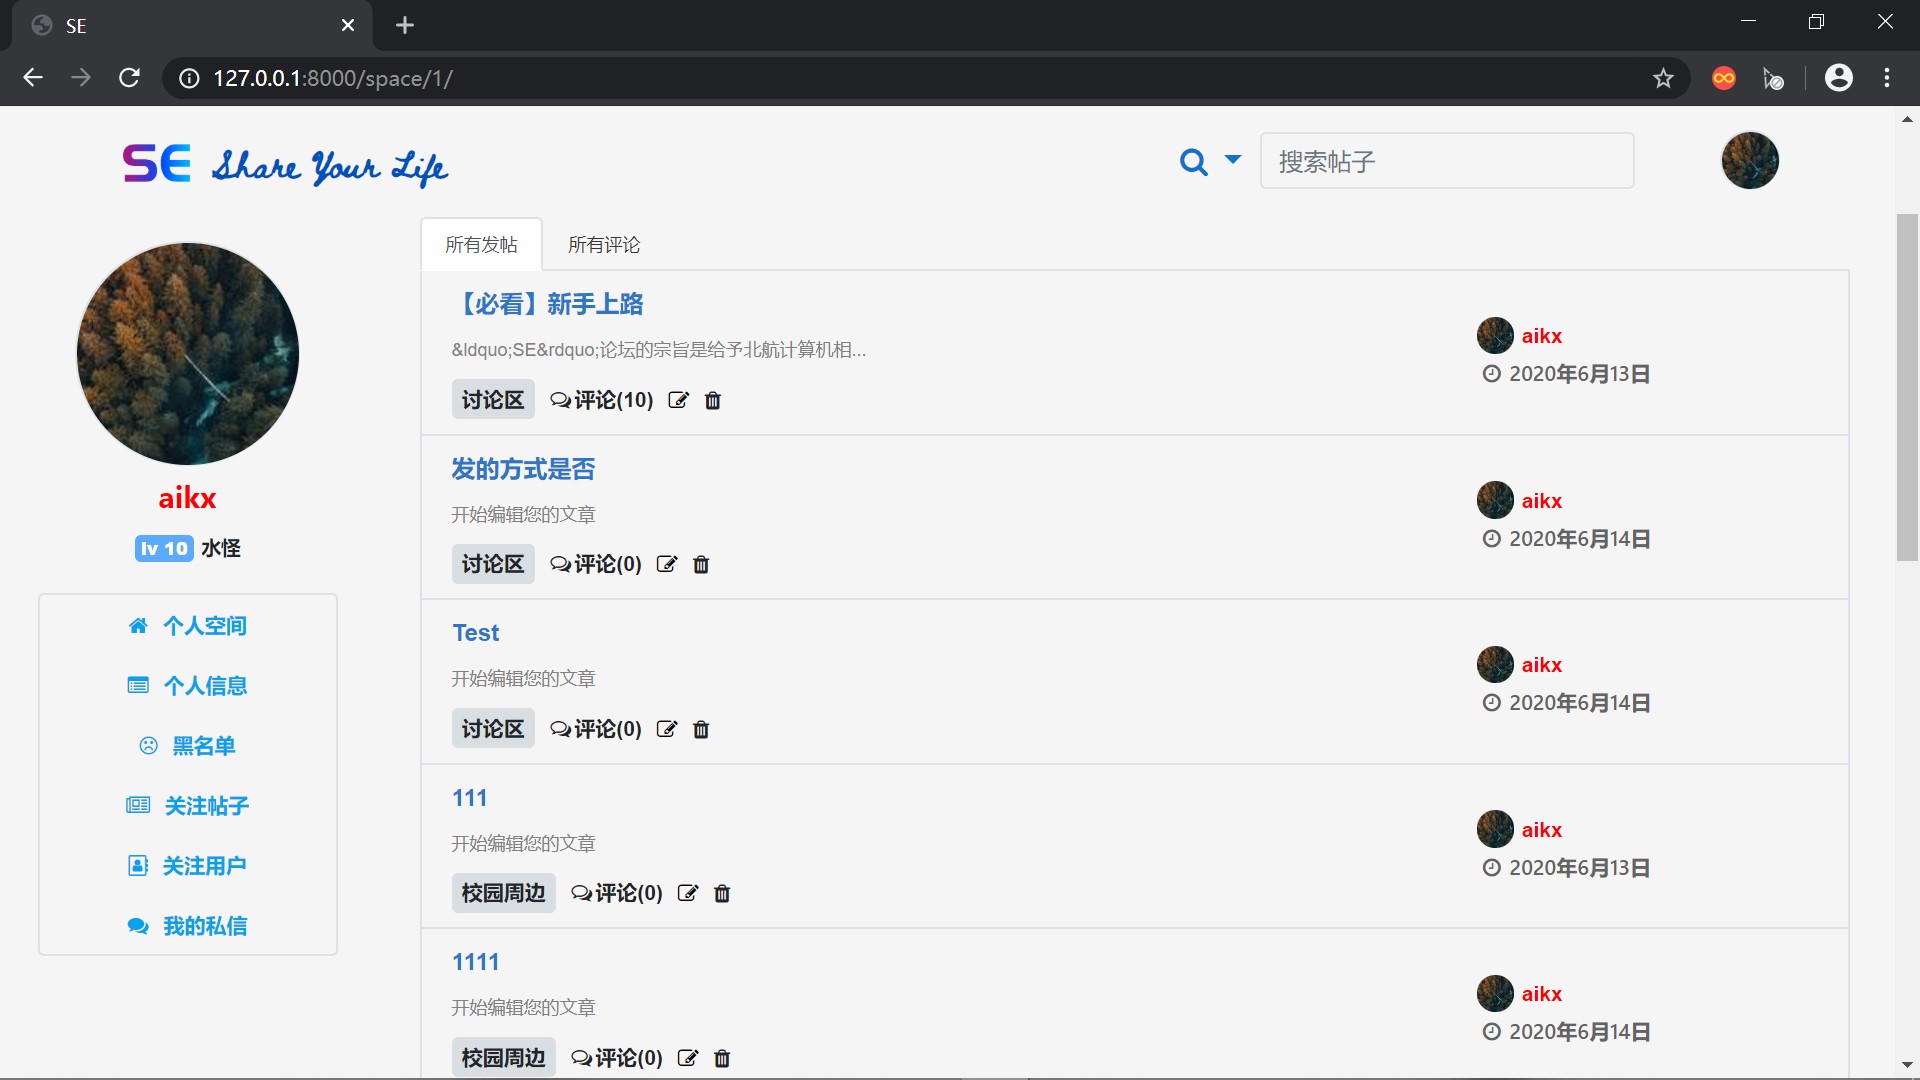 SE
127.0.0.1:8000/space/1/
SE Share Your Life
搜索帖子
aikx
lv 10 水怪
个人空间
个人信息
黑名单
关注帖子
关注用户
我的私信
所有发帖 所有评论
【必看】新手上路
&ldquo;SE&rdquo;论坛的宗旨是给予北航计算机相...
讨论区 评论(10)
aikx
2020年6月13日
发的方式是否
开始编辑您的文章
讨论区 评论(0)
aikx
2020年6月14日
Test
开始编辑您的文章
讨论区 评论(0)
aikx
2020年6月14日
111
开始编辑您的文章
校园周边 评论(0)
aikx
2020年6月13日
1111
开始编辑您的文章
校园周边 评论(0)
aikx
2020年6月14日